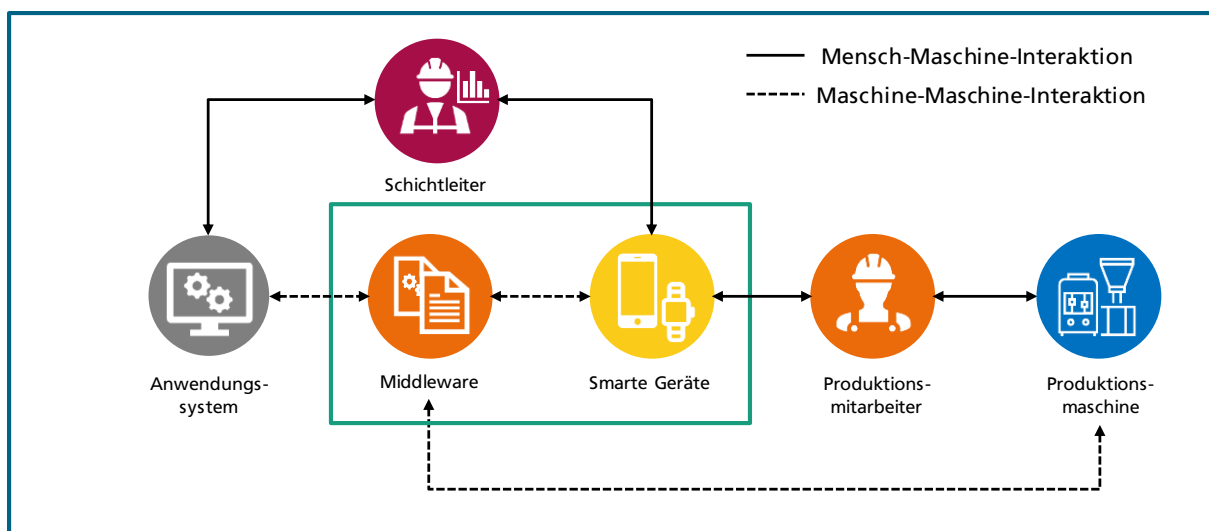 Mensch-Maschine-Interaktion
Maschine-Maschine-Interaktion
Schichtleiter
Anwendungs-
system
Middleware
Smarte Geräte
Produktions-
mitarbeiter
Produktions-
maschine